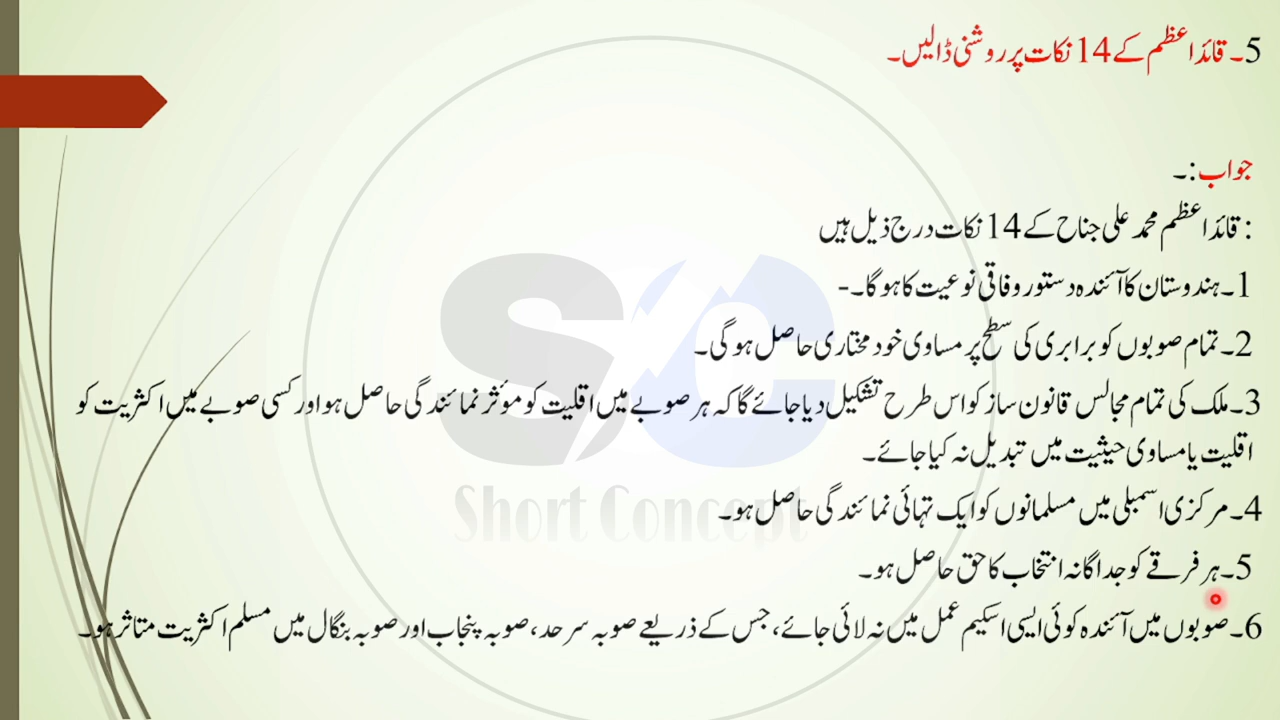 5۔ قائداعظم کے 14 نکات پر روشنی ڈالیں۔
جواب:۔
: قائداعظم محمد علی جناح کے 14 نکات درج ذیل ہیں
1۔ہندوستان کا آئندہ دستور وفاقی نوعیت کا ہو گا۔-
2۔تمام صوبوں کو برابری کی سطح پر مساوی خود مختاری حاصل ہو گی۔
3۔ملک کی تمام مجالس قانون ساز کو اس طرح تشکیل دیا جائے گا کہ ہر صوبے میں اقلیت کو مؤثر نمائندگی حاصل ہو اور کسی صوبے میں اکثریت کو
اقلیت یا مساوی حیثیت میں تبدیل نہ کیا جائے۔
4۔مرکزی اسمبلی میں مسلمانوں کو ایک تہائی نمائندگی حاصل ہو۔
5۔ہر فرقے کو جداگانہ انتخاب کا حق حاصل ہو۔
6۔صوبوں میں آئندہ کوئی ایسی اسکیم عمل میں نہ لائی جائے، جس کے ذریعے صوبہ سرحد، صوبہ پنجاب اور صوبہ بنگال میں مسلم اکثریت متاثر ہو۔
SC
Short Concept